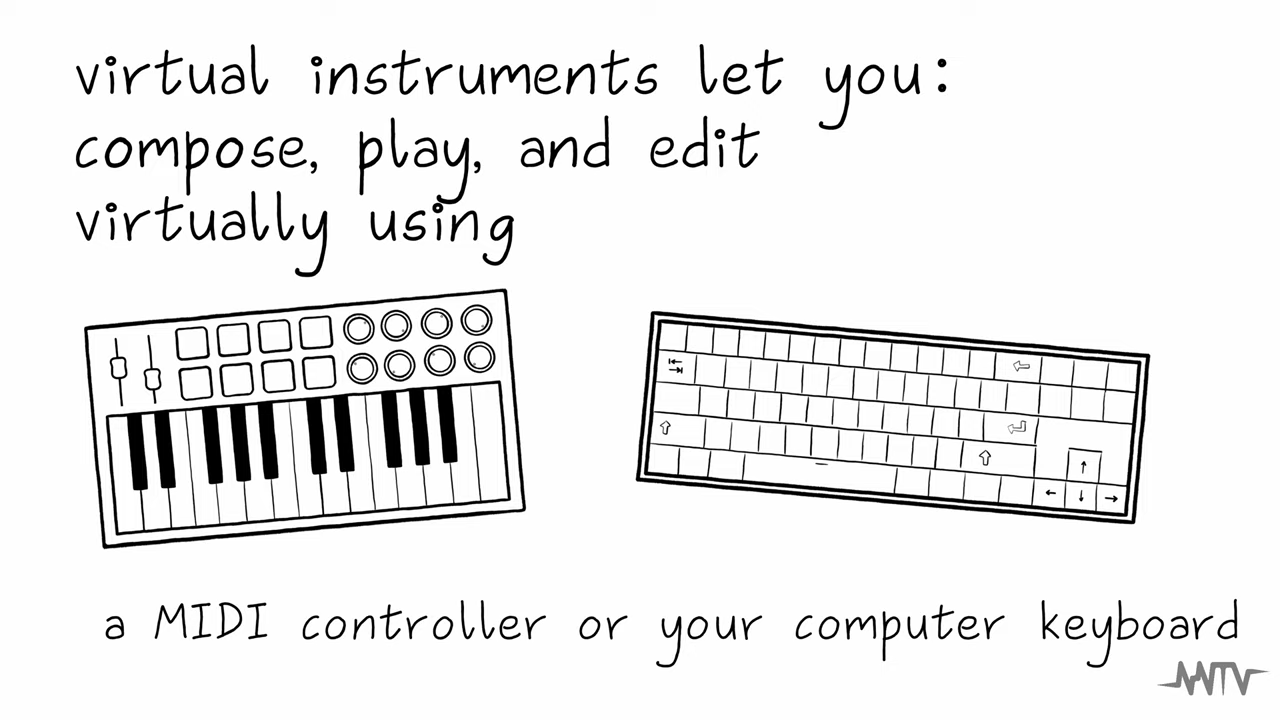 virtual instruments let you:
compose, play, and edit
virtually using
a MIDI controller or your computer keyboard